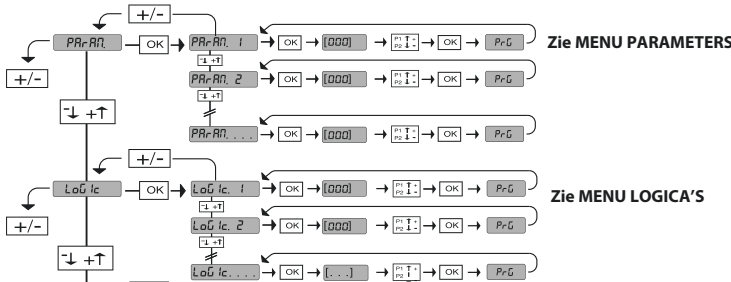 +/-
PArAM. OK PArAM. 1 OK [000] P1 ↑ + P2 ↓ - OK PrG Zie MENU PARAMETERS
-↓ +↑
+/- PArAM. 2 OK [000] P1 ↑ + P2 ↓ - OK PrG
-↓ +↑
-↓ +↑
PArAM. . . . OK [000] P1 ↑ + P2 ↓ - OK PrG
+/-
LoGIc OK LoGIc. 1 OK [000] P1 ↑ + P2 ↓ - OK PrG Zie MENU LOGICA'S
-↓ +↑
+/- LoGIc. 2 OK [000] P1 ↑ + P2 ↓ - OK PrG
-↓ +↑
-↓ +↑
LoGIc. . . . OK [. . .] P1 ↑ + P2 OK PrG